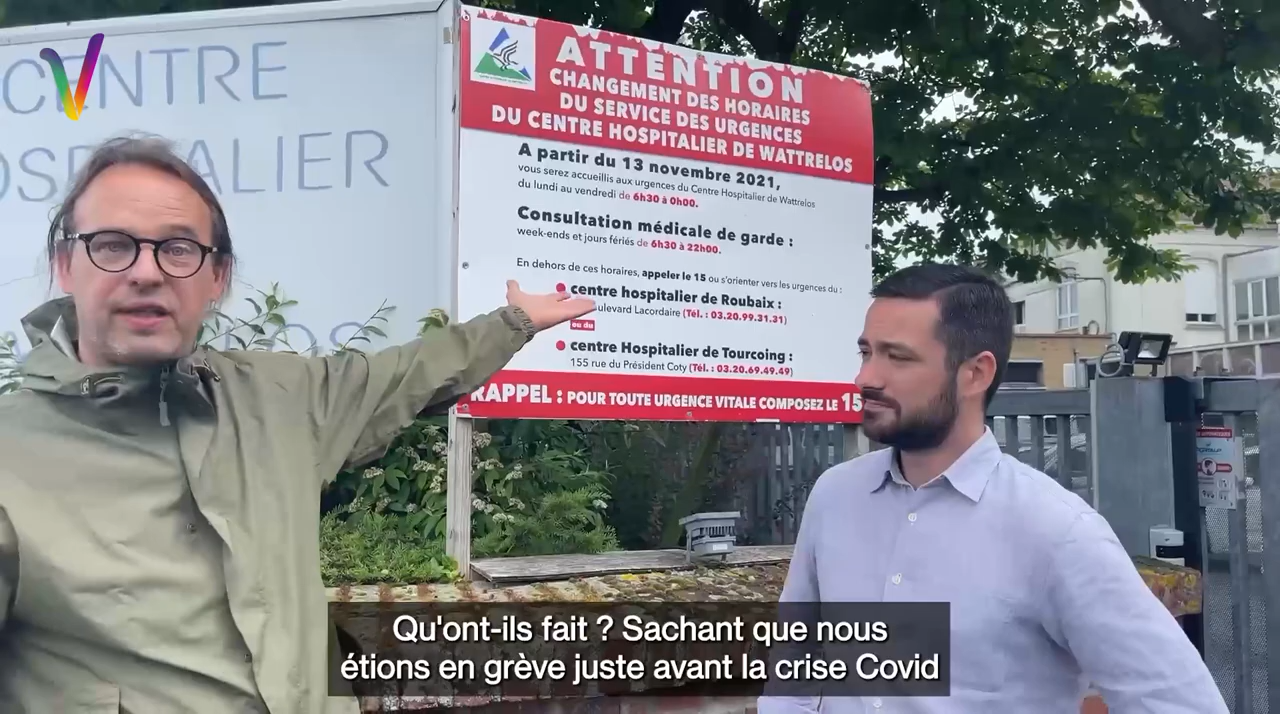 CENTRE
HOSPITALIER
ATTENTION
CHANGEMENT DES HORAIRES
DU SERVICE DES URGENCES
DU CENTRE HOSPITALIER DE WATTRELOS
A partir du 13 novembre 2021,
vous serez accueillis aux urgences du Centre Hospitalier de Wattrelos
du lundi au vendredi de 6h30 à 0h00.
Consultation médicale de garde :
week-ends et jours fériés de 6h30 à 22h00.
En dehors de ces horaires, appeler le 15 ou s'orienter vers les urgences du :
centre hospitalier de Roubaix :
Lacordaire (Tél. : 03.20.99.31.31)
ou du
centre Hospitalier de Tourcoing :
155 rue du Président Coty (Tél. : 03.20.69.49.49)
RAPPEL : POUR TOUTE URGENCE VITALE COMPOSEZ LE 15
Qu'ont-ils fait ? Sachant que nous
étions en grève juste avant la crise Covid